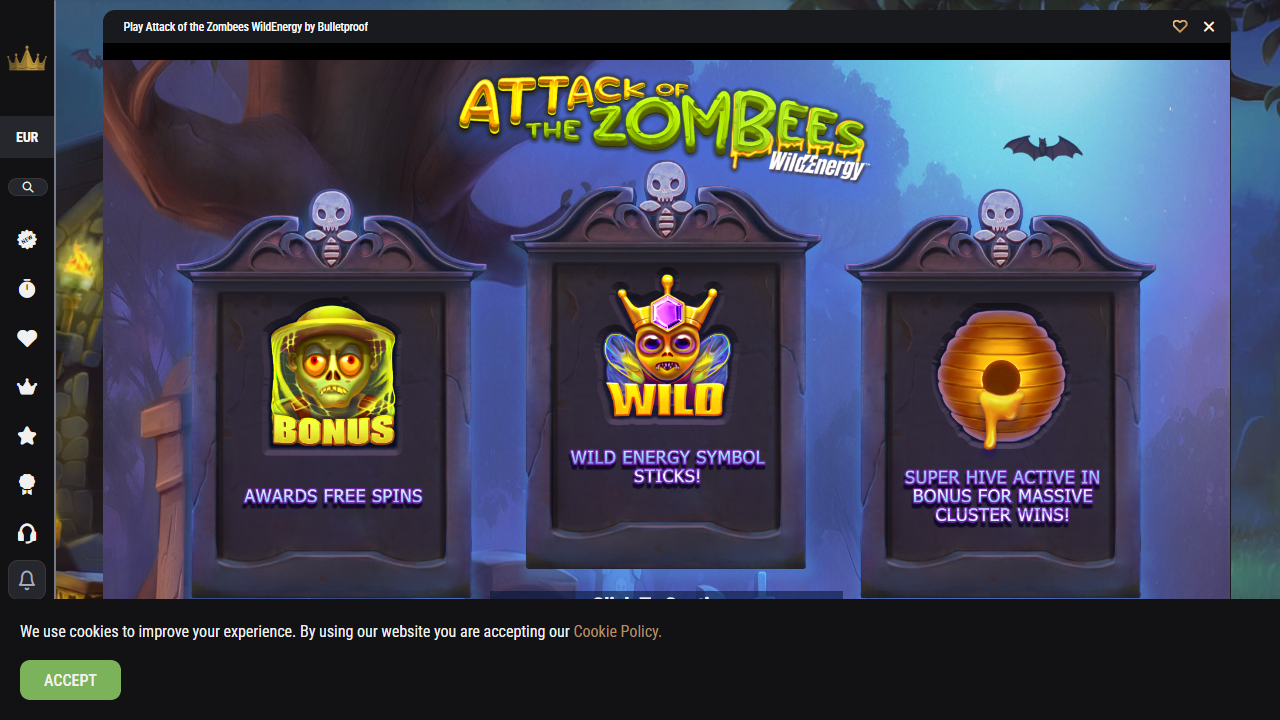 Play Attack of the Zombees WildEnergy by Bulletproof
EUR
NEW
ATTACK OF
THE ZOMBEES
WildEnergy™
BONUS
AWARDS FREE SPINS
WILD
WILD ENERGY SYMBOL
STICKS!
SUPER HIVE ACTIVE IN
BONUS FOR MASSIVE
CLUSTER WINS!
We use cookies to improve your experience. By using our website you are accepting our Cookie Policy.
ACCEPT